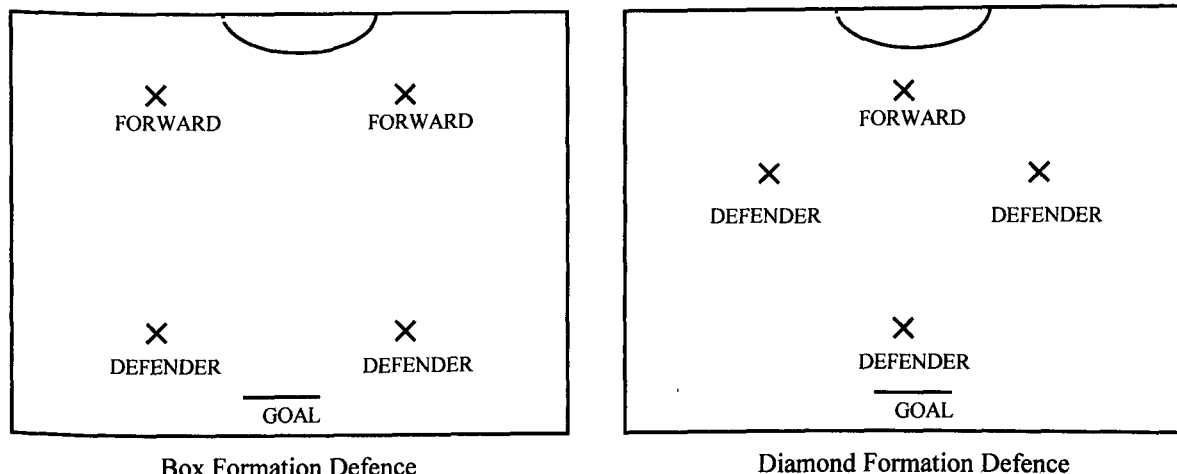 FORWARD
FORWARD
DEFENDER
DEFENDER
GOAL
Box Formation Defence
FORWARD
DEFENDER
DEFENDER
DEFENDER
GOAL
Diamond Formation Defence